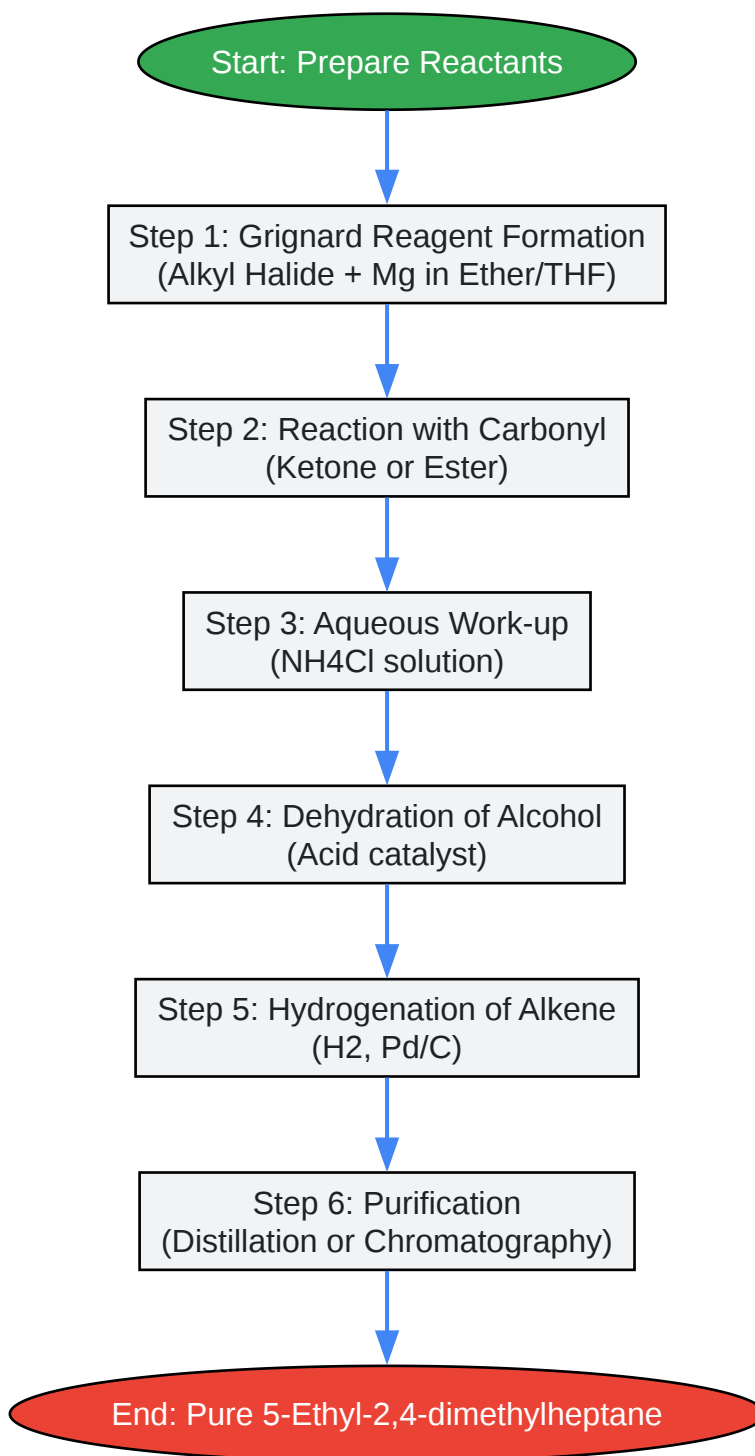 Start: Prepare Reactants
Step 1: Grignard Reagent Formation
(Alkyl Halide + Mg in Ether/THF)
Step 2: Reaction with Carbonyl
(Ketone or Ester)
Step 3: Aqueous Work-up
(NH4Cl solution)
Step 4: Dehydration of Alcohol
(Acid catalyst)
Step 5: Hydrogenation of Alkene
(H2, Pd/C)
Step 6: Purification
(Distillation or Chromatography)
End: Pure 5-Ethyl-2,4-dimethylheptane